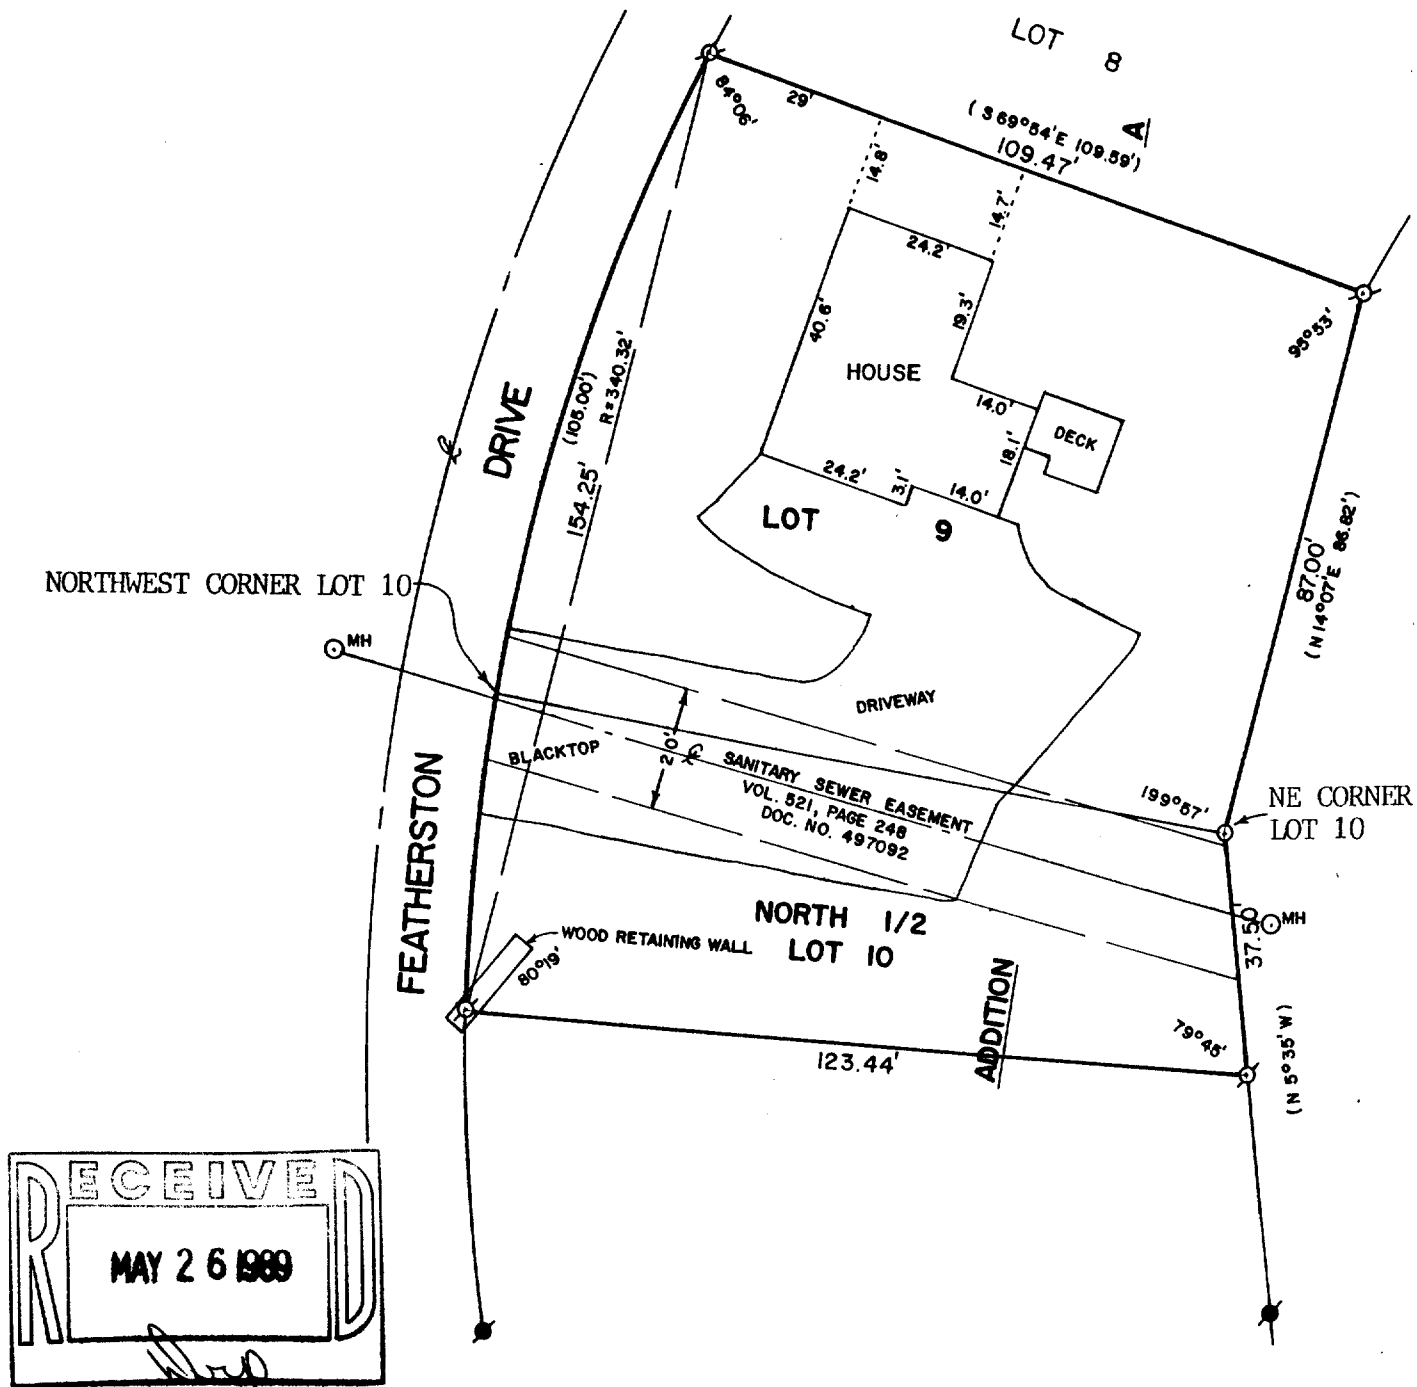 LOT 8
A
( S 69°54'E 109.59')
109.47'
29'
84°06'
14.8'
14.7'
24.2'
40.6'
19.3'
95°53'
HOUSE
14.0'
DECK
18.1'
24.2'
3.1'
14.0'
LOT 9
DRIVE
(105.00')
R=340.32'
154.25'
87.00'
(N 14°07'E 86.82')
NORTHWEST CORNER LOT 10
MH
DRIVEWAY
BLACKTOP
20'
SANITARY SEWER EASEMENT
VOL. 521, PAGE 248
DOC. NO. 497092
199°57'
NE CORNER
LOT 10
FEATHERSTON
NORTH 1/2
LOT 10
WOOD RETAINING WALL
80°19'
MH
37.50'
ADDITION
79°45'
(N 5°35'W)
123.44'
RECEIVED
MAY 26 1989